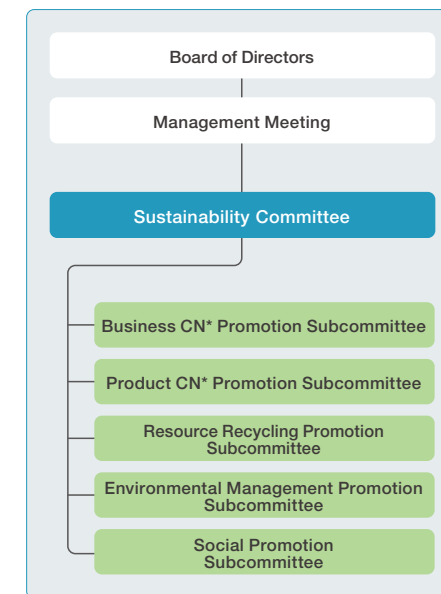 Board of Directors
Management Meeting
Sustainability Committee
Business CN* Promotion Subcommittee
Product CN* Promotion Subcommittee
Resource Recycling Promotion
Subcommittee
Environmental Management Promotion
Subcommittee
Social Promotion
Subcommittee